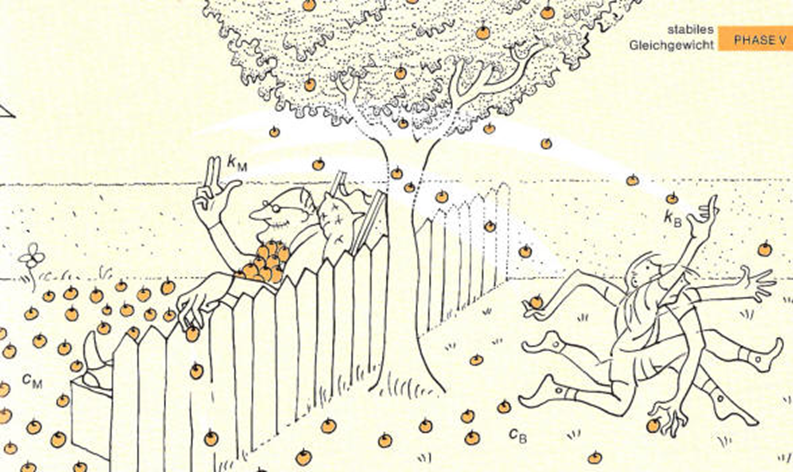 stabiles
Gleichgewicht
PHASE V
kM
kB
cM
cB